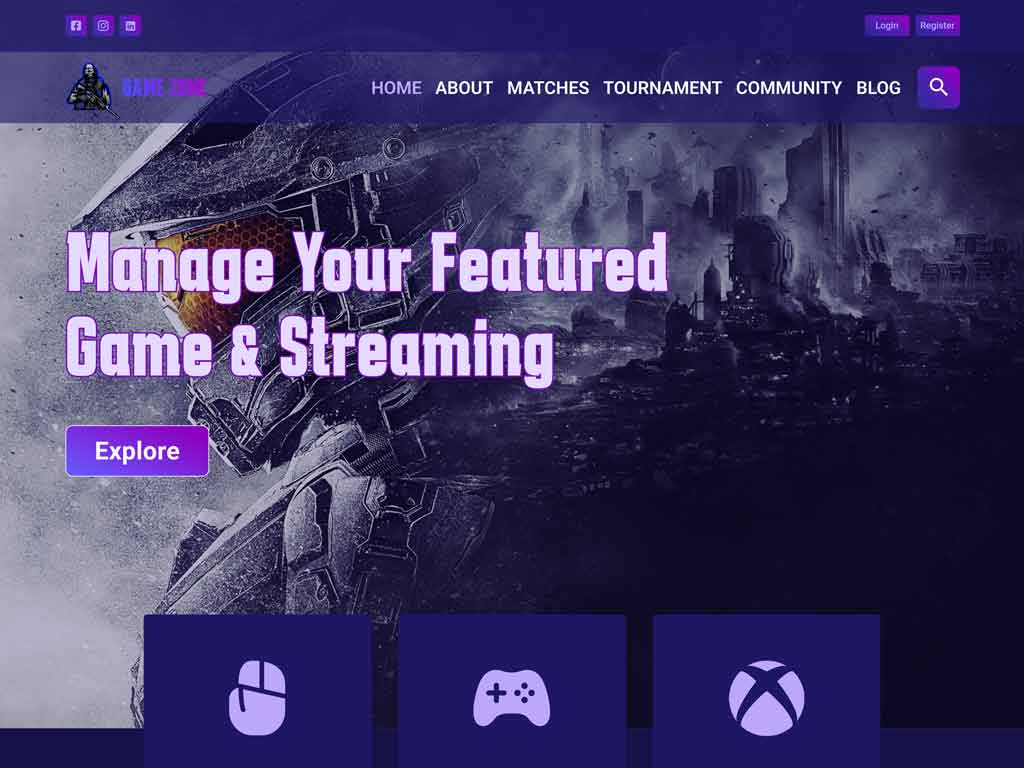 Login Register
GAME ZONE
HOME ABOUT MATCHES TOURNAMENT COMMUNITY BLOG
Manage Your Featured
Game & Streaming
Explore